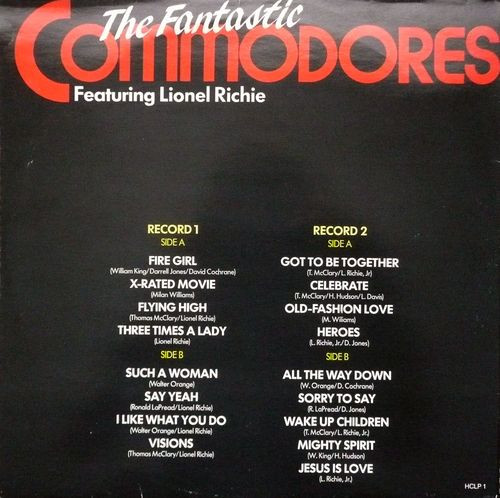 The Fantastic
COMMODORES
Featuring Lionel Richie
RECORD 1
SIDE A
FIRE GIRL
(William King/Darrell Jones/David Cochrane)
X-RATED MOVIE
(Milan Williams)
FLYING HIGH
(Thomas McClary/Lionel Richie)
THREE TIMES A LADY
(Lionel Richie)
SIDE B
SUCH A WOMAN
(Walter Orange)
SAY YEAH
(Ronald LaPread/Lionel Richie)
I LIKE WHAT YOU DO
(Walter Orange/Lionel Richie)
VISIONS
(Thomas McClary/Lionel Richie)
RECORD 2
SIDE A
GOT TO BE TOGETHER
(T. McClary/L. Richie, Jr)
CELEBRATE
(T. McClary/H. Hudson/L. Davis)
OLD-FASHION LOVE
(M. Wiliams)
HEROES
(L. Richie, Jr./D. Jones)
SIDE B
ALL THE WAY DOWN
(W. Orange/D. Cochrane)
SORRY TO SAY
(R. LaPread/D. Jones)
WAKE UP CHILDREN
(T. McClary/L. Richie, Jr.)
MIGHTY SPIRIT
(W. King/H. Hudson)
JESUS IS LOVE
(L. Richie, Jr.)
HCLP 1